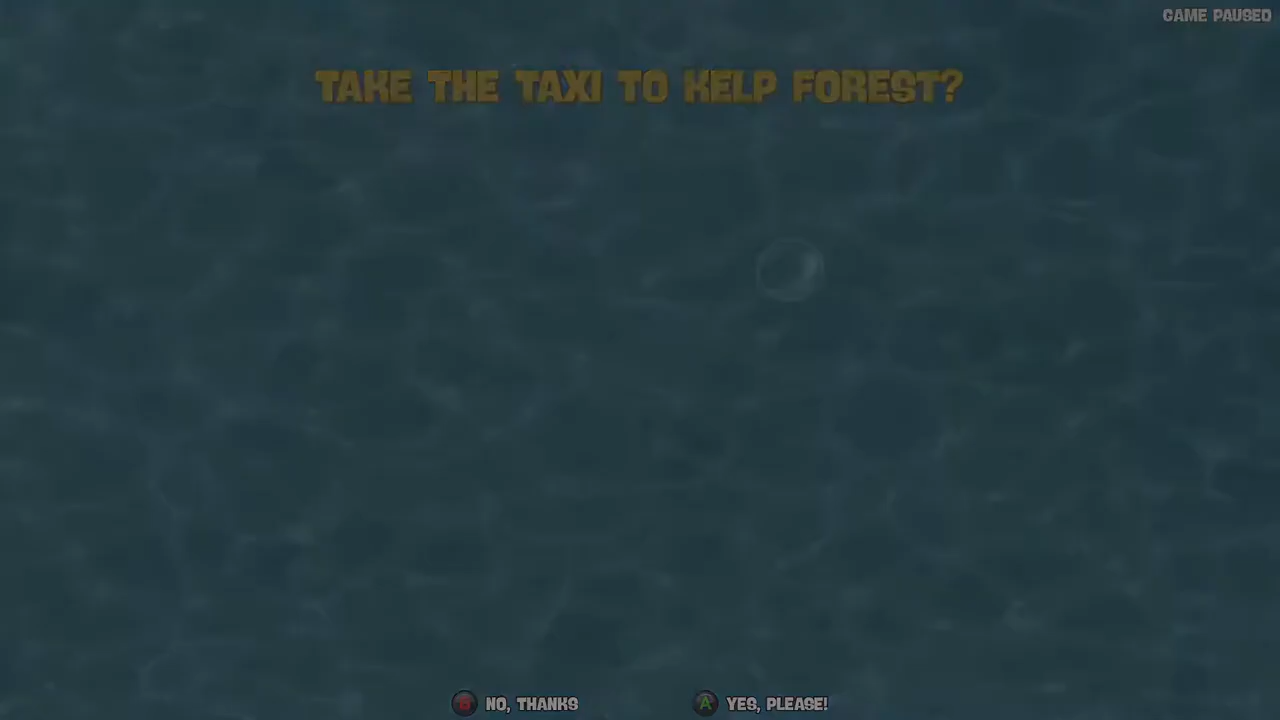 GAME PAUSED
TAKE THE TAXI TO KELP FOREST?
B NO, THANKS
A YES, PLEASE!